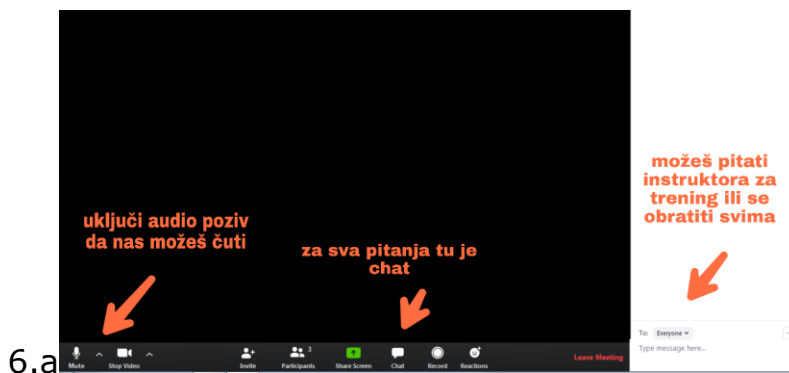 možeš pitati
instruktora za
trening ili se
obratiti svima
uključi audio poziv
da nas možeš čuti
za sva pitanja tu je
chat
To: Everyone
Type message here...
6.a
Mute Stop Video Invite Participants 3 Share Screen Chat Record Reactions Leave Meeting